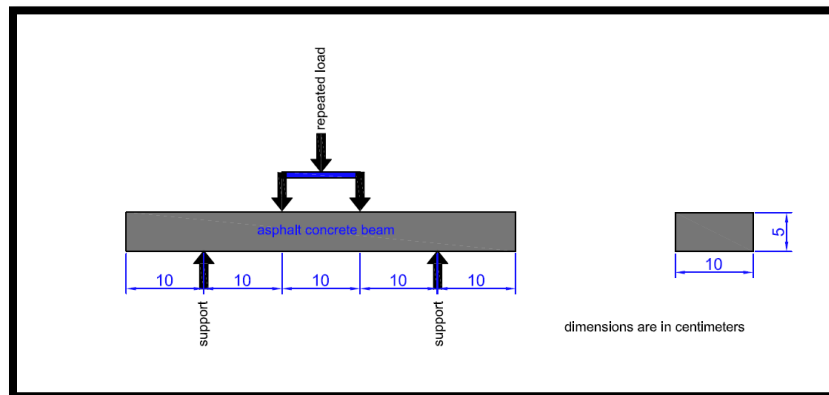 repeated load
asphalt concrete beam
10
10
10
10
10
support
support
5
10
dimensions are in centimeters